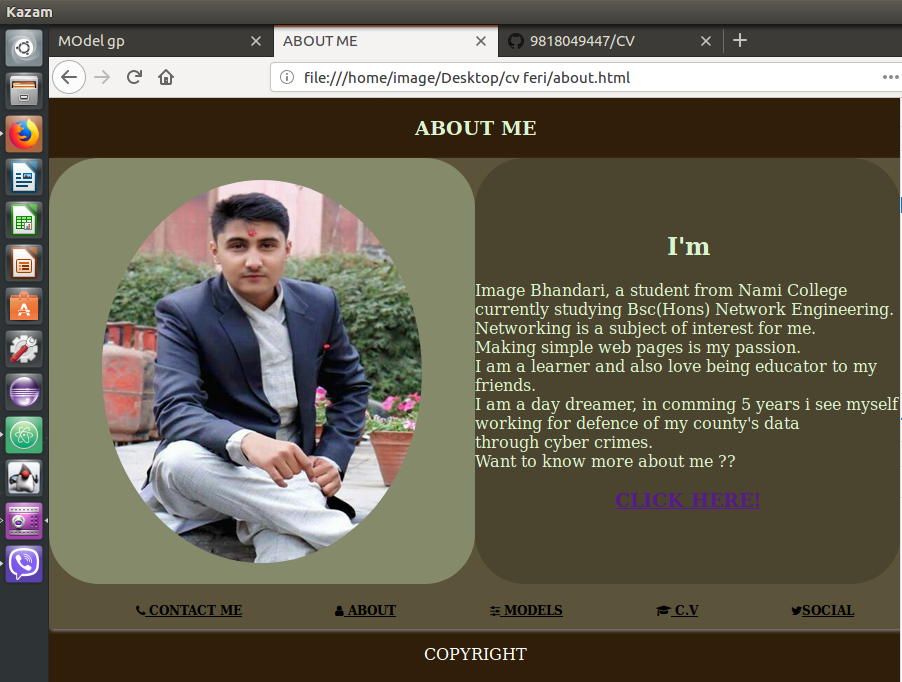 Kazam
MOdel gp
ABOUT ME
9818049447/CV
file:///home/image/Desktop/cv feri/about.html
ABOUT ME
I'm
Image Bhandari, a student from Nami College
currently studying Bsc(Hons) Network Engineering.
Networking is a subject of interest for me.
Making simple web pages is my passion.
I am a learner and also love being educator to my
friends.
I am a day dreamer, in comming 5 years i see myself
working for defence of my county's data
through cyber crimes.
Want to know more about me ??
CLICK HERE!
CONTACT ME
ABOUT
MODELS
C.V
SOCIAL
COPYRIGHT